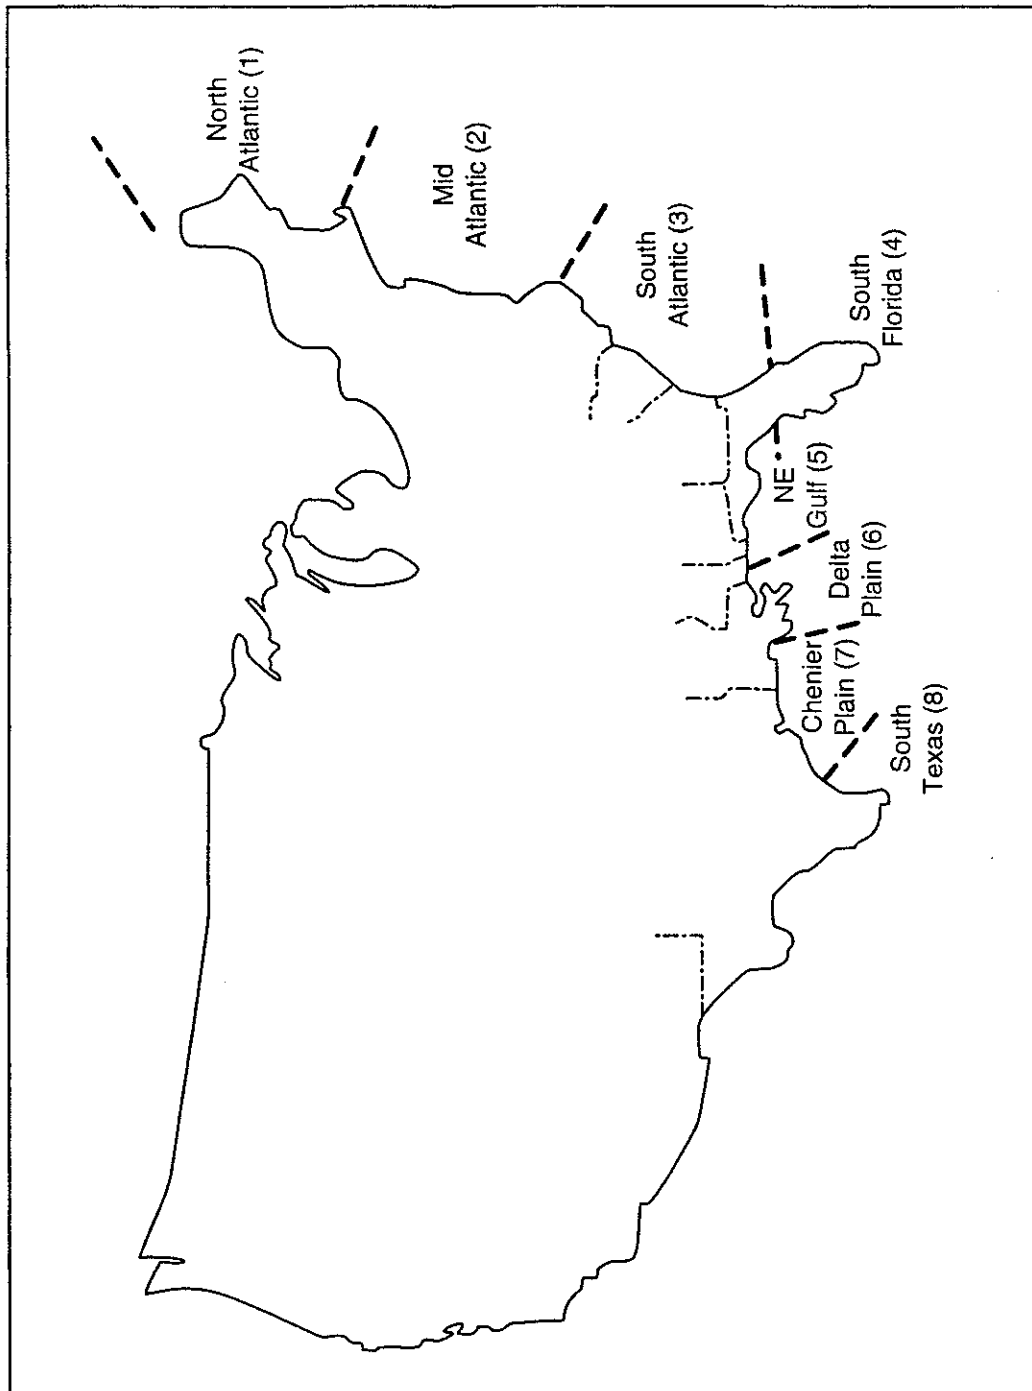 North
Atlantic (1)
Mid
Atlantic (2)
South
Atlantic (3)
South
Florida (4)
NE
Gulf (5)
Delta
Plain (6)
Chenier
Plain (7)
South
Texas (8)